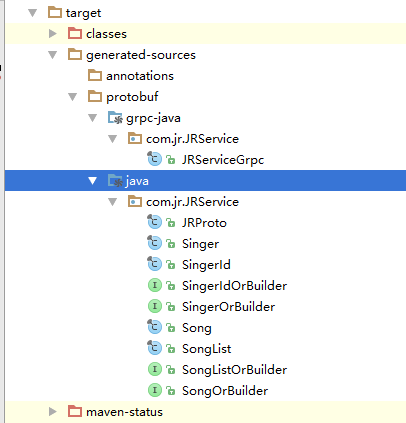 target
classes
generated-sources
annotations
protobuf
grpc-java
com.jr.JRService
JRServiceGrpc
java
com.jr.JRService
JRProto
Singer
SingerId
SingerIdOrBuilder
SingerOrBuilder
Song
SongList
SongListOrBuilder
SongOrBuilder
maven-status